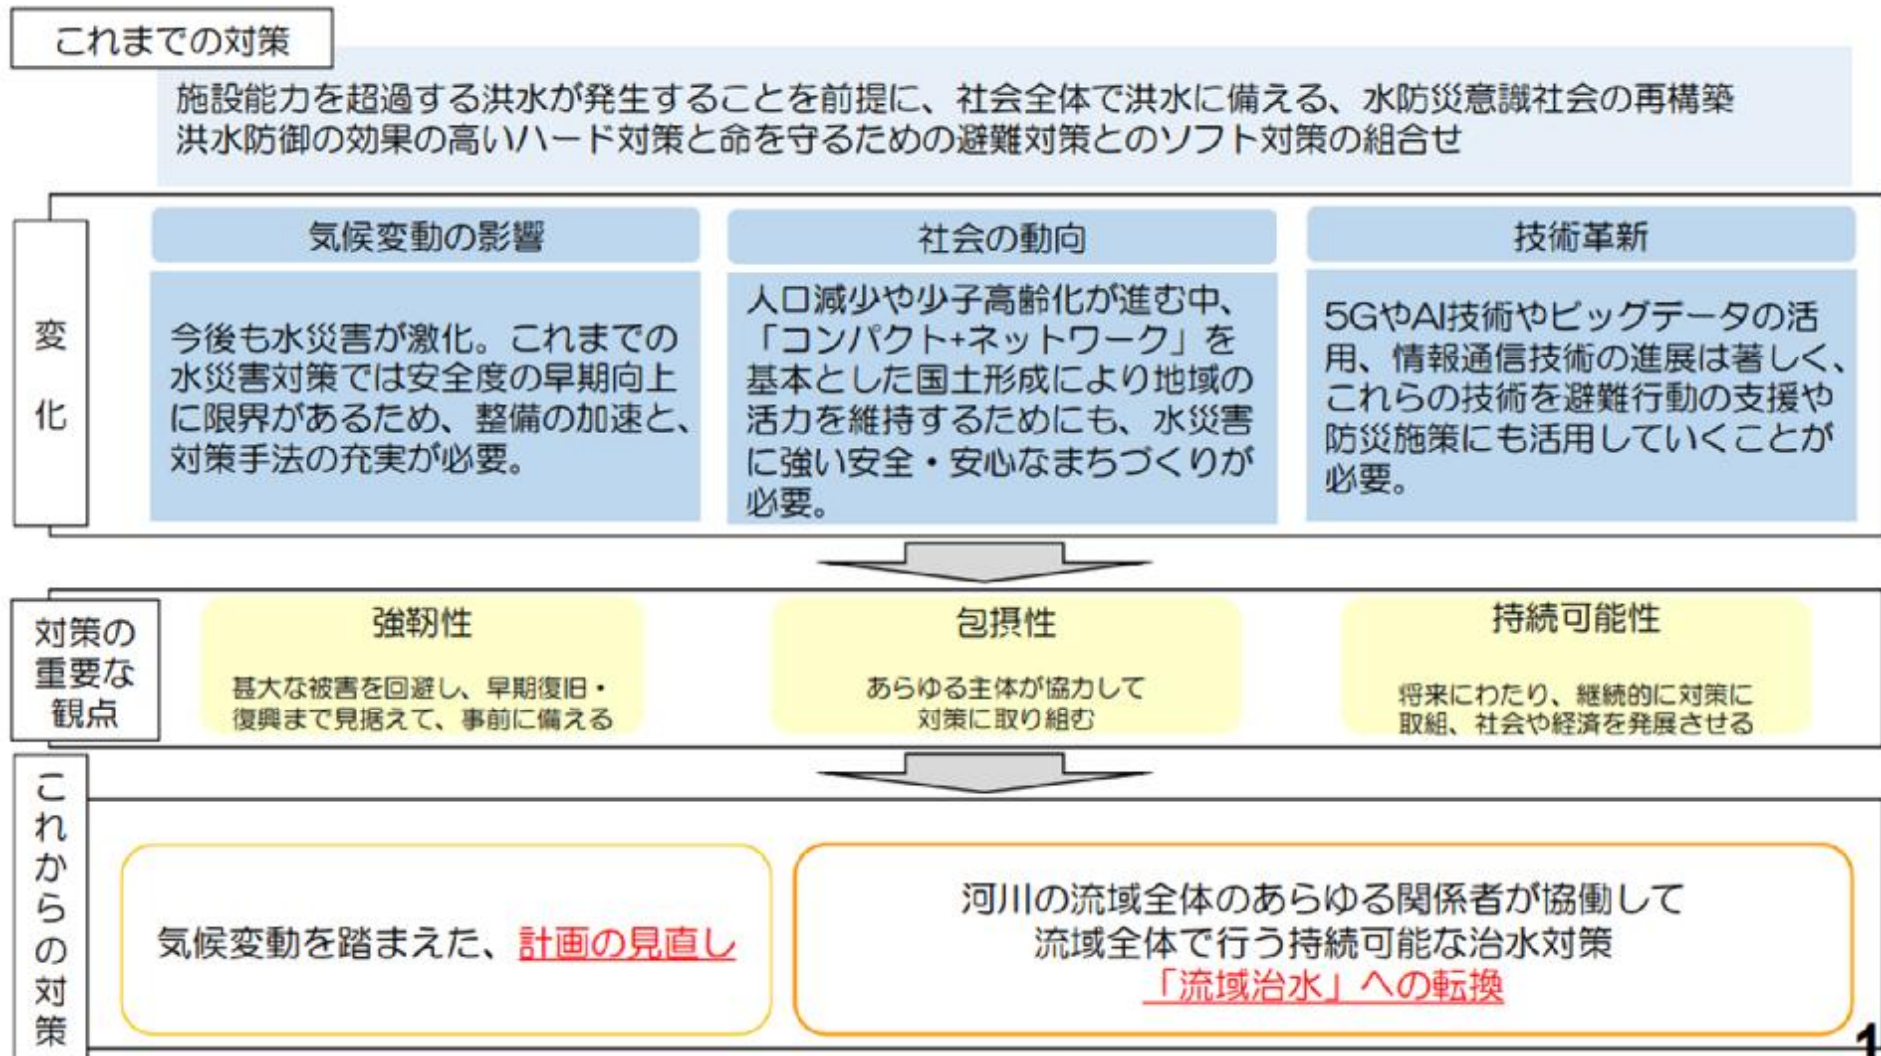 これまでの対策
施設能力を超過する洪水が発生することを前提に、社会全体で洪水に備える、水防災意識社会の再構築
洪水防御の効果の高いハード対策と命を守るための避難対策とのソフト対策の組合せ
変化
気候変動の影響
今後も水災害が激化。これまでの
水災害対策では安全度の早期向上
に限界があるため、整備の加速と、
対策手法の充実が必要。
社会の動向
人口減少や少子高齢化が進む中、
「コンパクト+ネットワーク」を
基本とした国土形成により地域の
活力を維持するためにも、水災害
に強い安全・安心なまちづくりが
必要。
技術革新
5GやAI技術やビッグデータの活
用、情報通信技術の進展は著しく、
これらの技術を避難行動の支援や
防災施策にも活用していくことが
必要。
対策の
重要な
観点
強靭性
甚大な被害を回避し、早期復旧・
復興まで見据えて、事前に備える
包摂性
あらゆる主体が協力して
対策に取り組む
持続可能性
将来にわたり、継続的に対策に
取組、社会や経済を発展させる
これからの対策
気候変動を踏まえた、計画の見直し
河川の流域全体のあらゆる関係者が協働して
流域全体で行う持続可能な治水対策
「流域治水」への転換
1